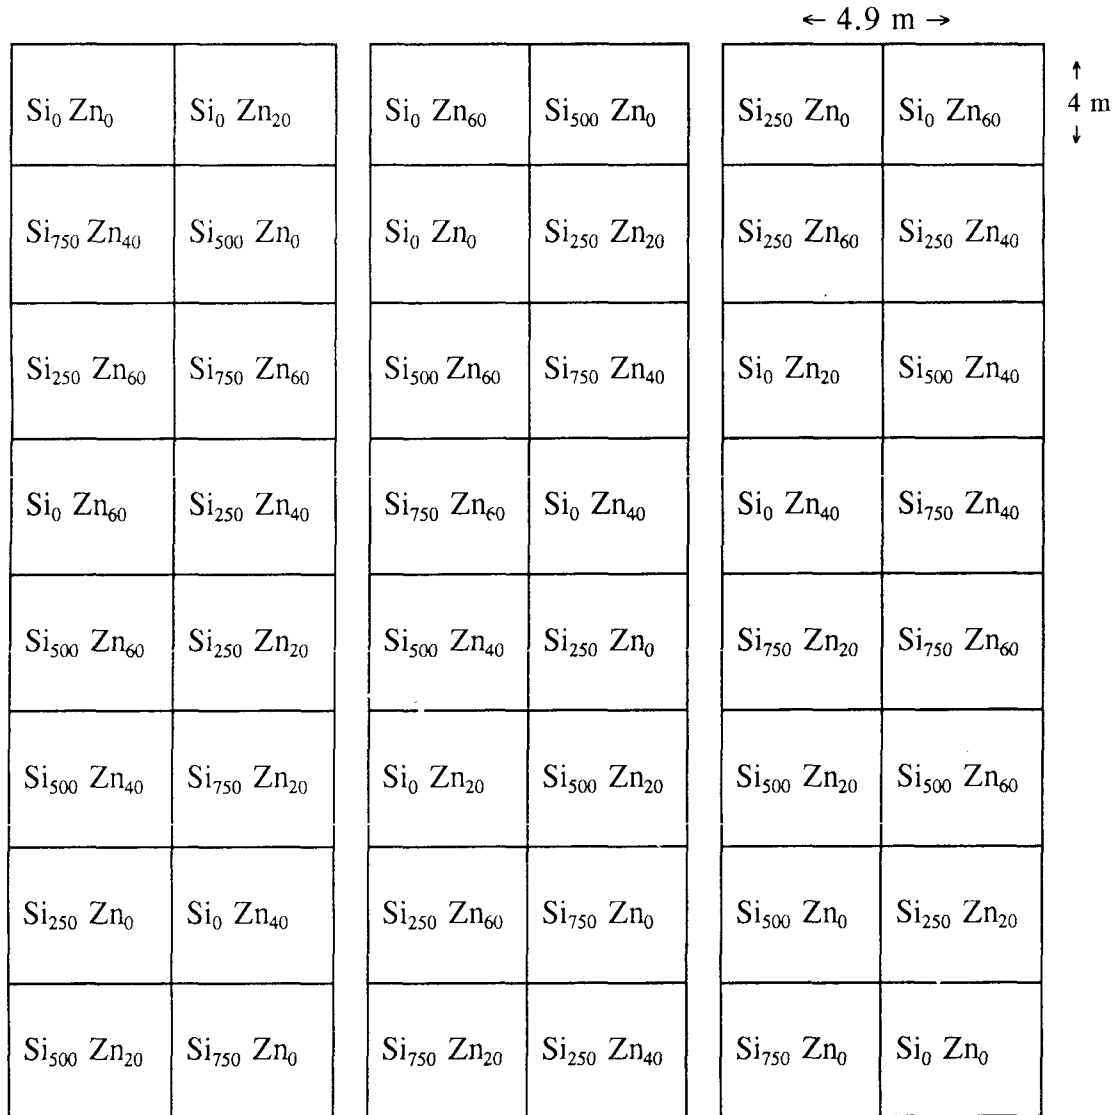 ← 4.9 m →
Si₀ Zn₀ Si₀ Zn₂₀ Si₀ Zn₆₀ Si₅₀₀ Zn₀ Si₂₅₀ Zn₀ Si₀ Zn₆₀
↑
4 m
↓
Si₇₅₀ Zn₄₀ Si₅₀₀ Zn₀ Si₀ Zn₀ Si₂₅₀ Zn₂₀ Si₂₅₀ Zn₆₀ Si₂₅₀ Zn₄₀
Si₂₅₀ Zn₆₀ Si₇₅₀ Zn₆₀ Si₅₀₀ Zn₆₀ Si₇₅₀ Zn₄₀ Si₀ Zn₂₀ Si₅₀₀ Zn₄₀
Si₀ Zn₆₀ Si₂₅₀ Zn₄₀ Si₇₅₀ Zn₆₀ Si₀ Zn₄₀ Si₀ Zn₄₀ Si₇₅₀ Zn₄₀
Si₅₀₀ Zn₆₀ Si₂₅₀ Zn₂₀ Si₅₀₀ Zn₄₀ Si₂₅₀ Zn₀ Si₇₅₀ Zn₂₀ Si₇₅₀ Zn₆₀
Si₅₀₀ Zn₄₀ Si₇₅₀ Zn₂₀ Si₀ Zn₂₀ Si₅₀₀ Zn₂₀ Si₅₀₀ Zn₂₀ Si₅₀₀ Zn₆₀
Si₂₅₀ Zn₀ Si₀ Zn₄₀ Si₂₅₀ Zn₆₀ Si₇₅₀ Zn₀ Si₅₀₀ Zn₀ Si₂₅₀ Zn₂₀
Si₅₀₀ Zn₂₀ Si₇₅₀ Zn₀ Si₇₅₀ Zn₂₀ Si₂₅₀ Zn₄₀ Si₇₅₀ Zn₀ Si₀ Zn₀